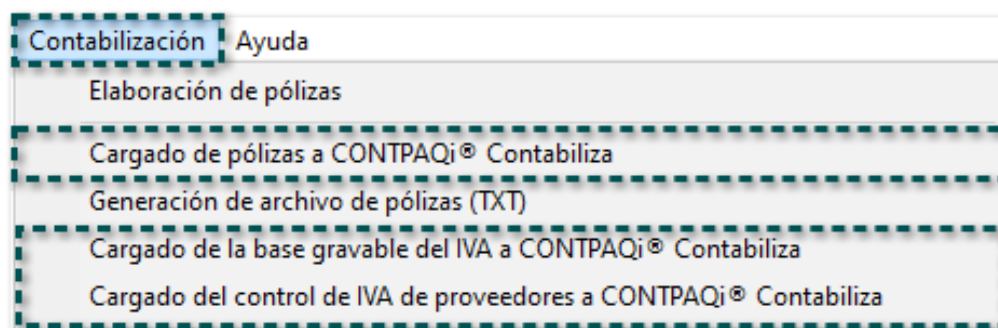 Contabilización Ayuda
Elaboración de pólizas
Cargado de pólizas a CONTPAQi® Contabiliza
Generación de archivo de pólizas (TXT)
Cargado de la base gravable del IVA a CONTPAQi® Contabiliza
Cargado del control de IVA de proveedores a CONTPAQi® Contabiliza